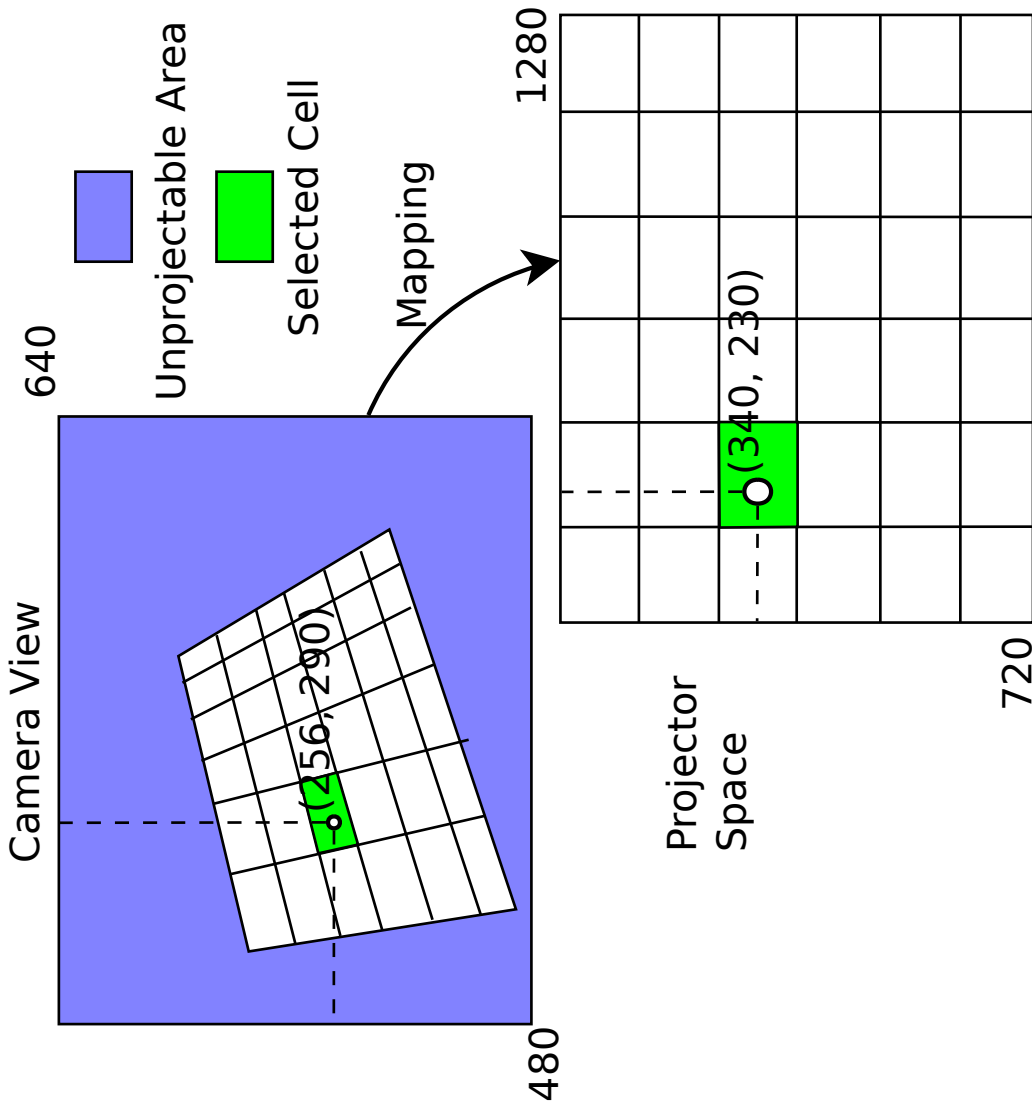 Camera View
640
480
(256, 290)
Unprojectable Area
Selected Cell
Mapping
Projector
Space
1280
720
(340, 230)